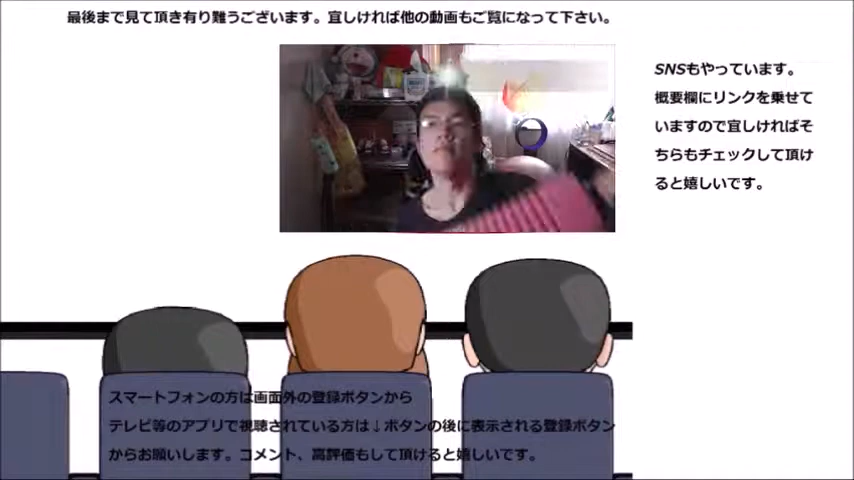 最後まで見て頂き有り難うございます。宜しければ他の動画もご覧になって下さい。
SNSもやっています。
概要欄にリンクを乗せて
いますので宜しければそ
ちらもチェックして頂け
ると嬉しいです。
スマートフォンの方は画面外の登録ボタンから
テレビ等のアプリで視聴されている方は↓ボタンの後に表示される登録ボタン
からお願いします。コメント、高評価もして頂けると嬉しいです。